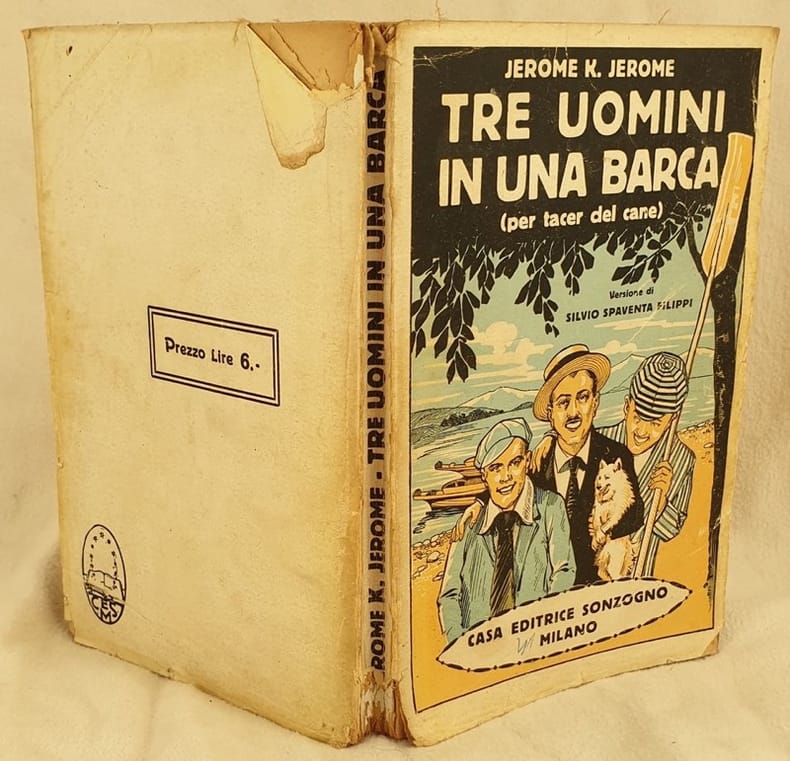 JEROME K. JEROME
TRE UOMINI
IN UNA BARCA
(per tacer del cane)
Versione di
SILVIO SPAVENTA FILIPPI
CASA EDITRICE SONZOGNO
MILANO
ROME K. JEROME - TRE UOMINI IN UNA BARCA
Prezzo Lire 6.-